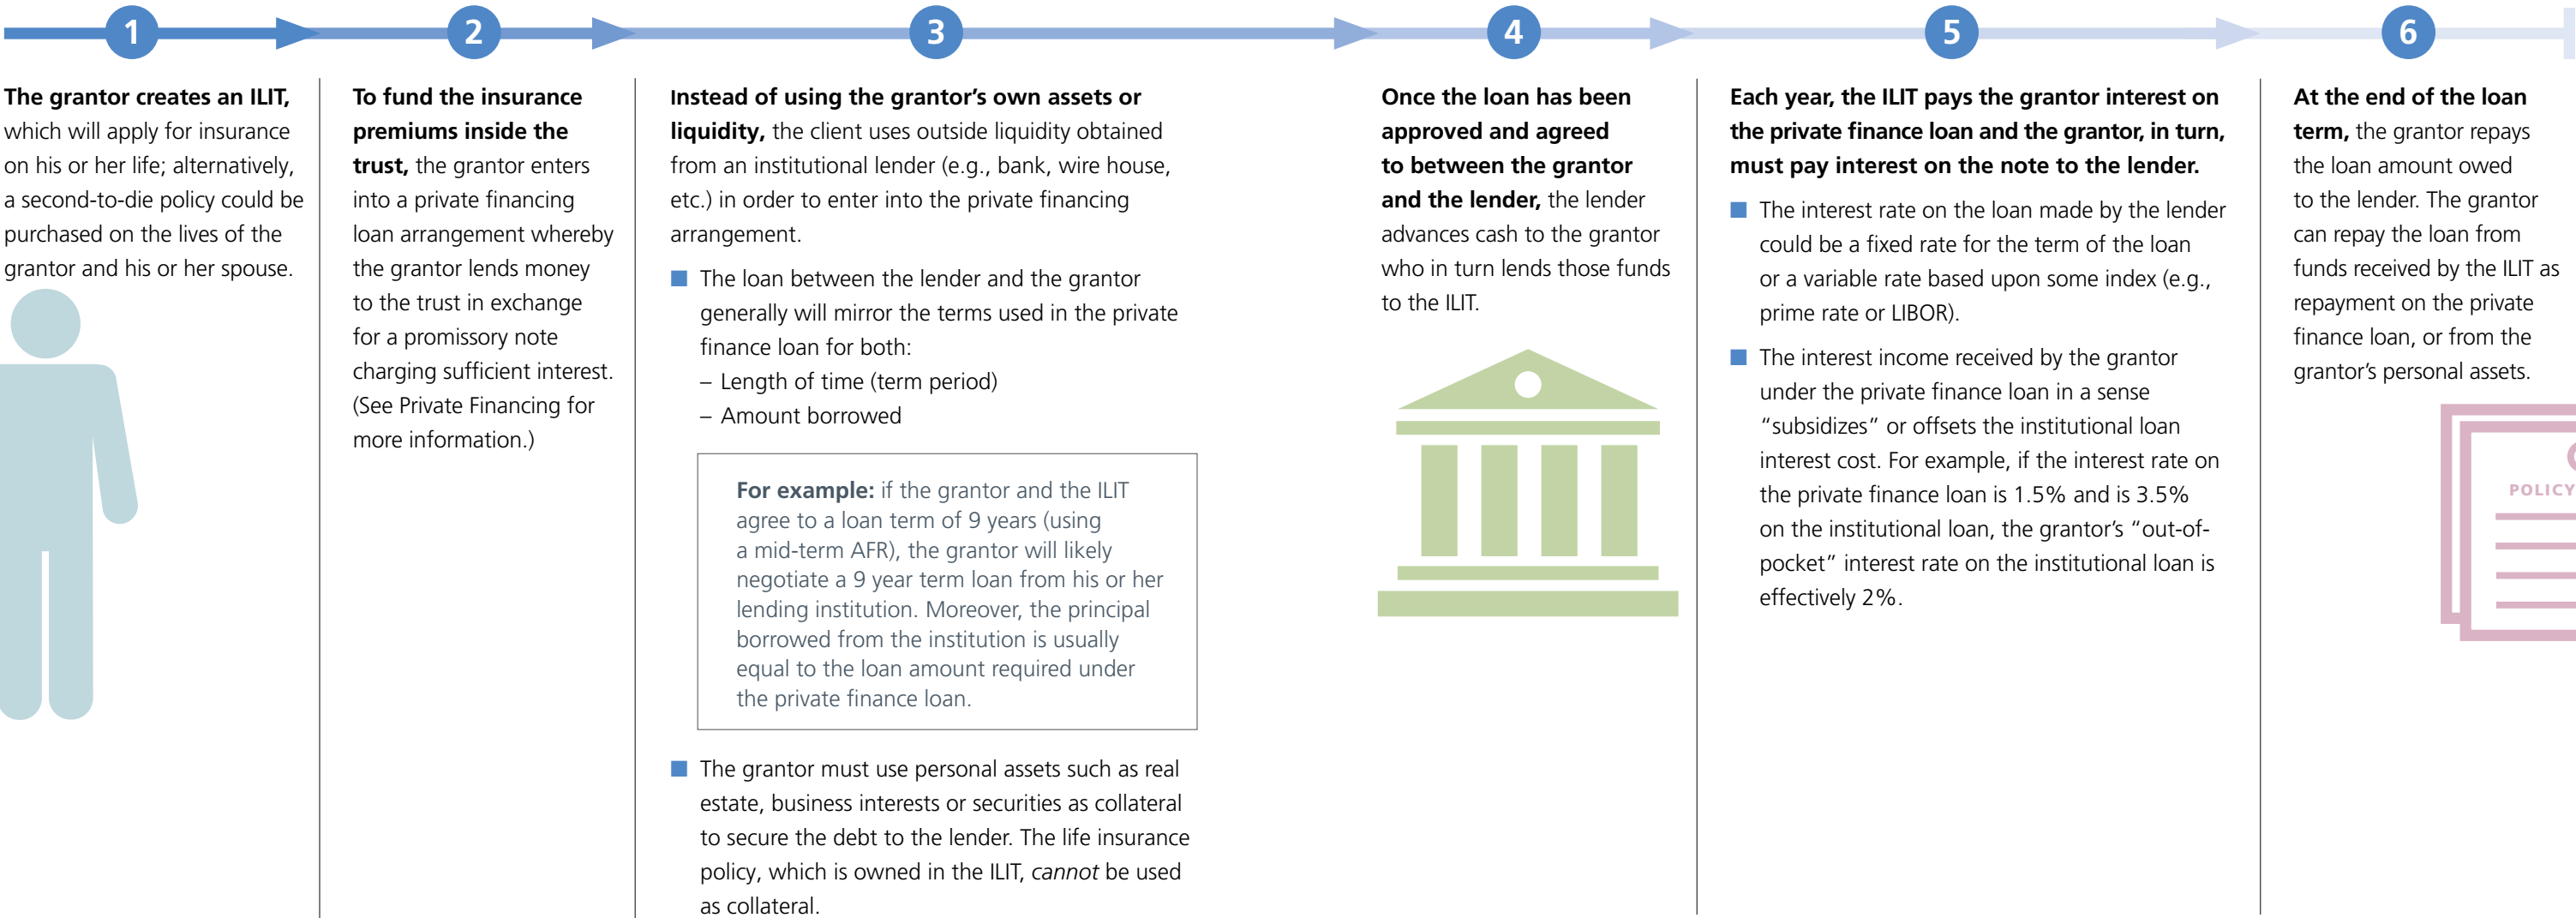 1
The grantor creates an ILIT,
which will apply for insurance
on his or her life; alternatively,
a second-to-die policy could be
purchased on the lives of the
grantor and his or her spouse.
2
To fund the insurance
premiums inside the
trust, the grantor enters
into a private financing
loan arrangement whereby
the grantor lends money
to the trust in exchange
for a promissory note
charging sufficient interest.
(See Private Financing for
more information.)
3
Instead of using the grantor’s own assets or
liquidity, the client uses outside liquidity obtained
from an institutional lender (e.g., bank, wire house,
etc.) in order to enter into the private financing
arrangement.
■ The loan between the lender and the grantor
generally will mirror the terms used in the private
finance loan for both:
– Length of time (term period)
– Amount borrowed
For example: if the grantor and the ILIT
agree to a loan term of 9 years (using
a mid-term AFR), the grantor will likely
negotiate a 9 year term loan from his or her
lending institution. Moreover, the principal
borrowed from the institution is usually
equal to the loan amount required under
the private finance loan.
■ The grantor must use personal assets such as real
estate, business interests or securities as collateral
to secure the debt to the lender. The life insurance
policy, which is owned in the ILIT, cannot be used
as collateral.
4
Once the loan has been
approved and agreed
to between the grantor
and the lender, the lender
advances cash to the grantor
who in turn lends those funds
to the ILIT.
5
Each year, the ILIT pays the grantor interest on
the private finance loan and the grantor, in turn,
must pay interest on the note to the lender.
■ The interest rate on the loan made by the lender
could be a fixed rate for the term of the loan
or a variable rate based upon some index (e.g.,
prime rate or LIBOR).
■ The interest income received by the grantor
under the private finance loan in a sense
“subsidizes” or offsets the institutional loan
interest cost. For example, if the interest rate on
the private finance loan is 1.5% and is 3.5%
on the institutional loan, the grantor’s “out-of-
pocket” interest rate on the institutional loan is
effectively 2%.
6
At the end of the loan
term, the grantor repays
the loan amount owed
to the lender. The grantor
can repay the loan from
funds received by the ILIT as
repayment on the private
finance loan, or from the
grantor’s personal assets.
POLICY